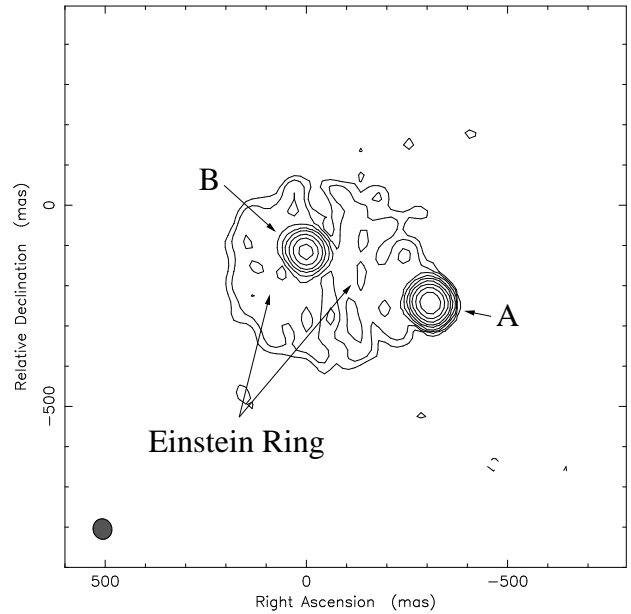 B
0
A
Relative Declination (mas)
−500
Einstein Ring
500
0
−500
Right Ascension (mas)